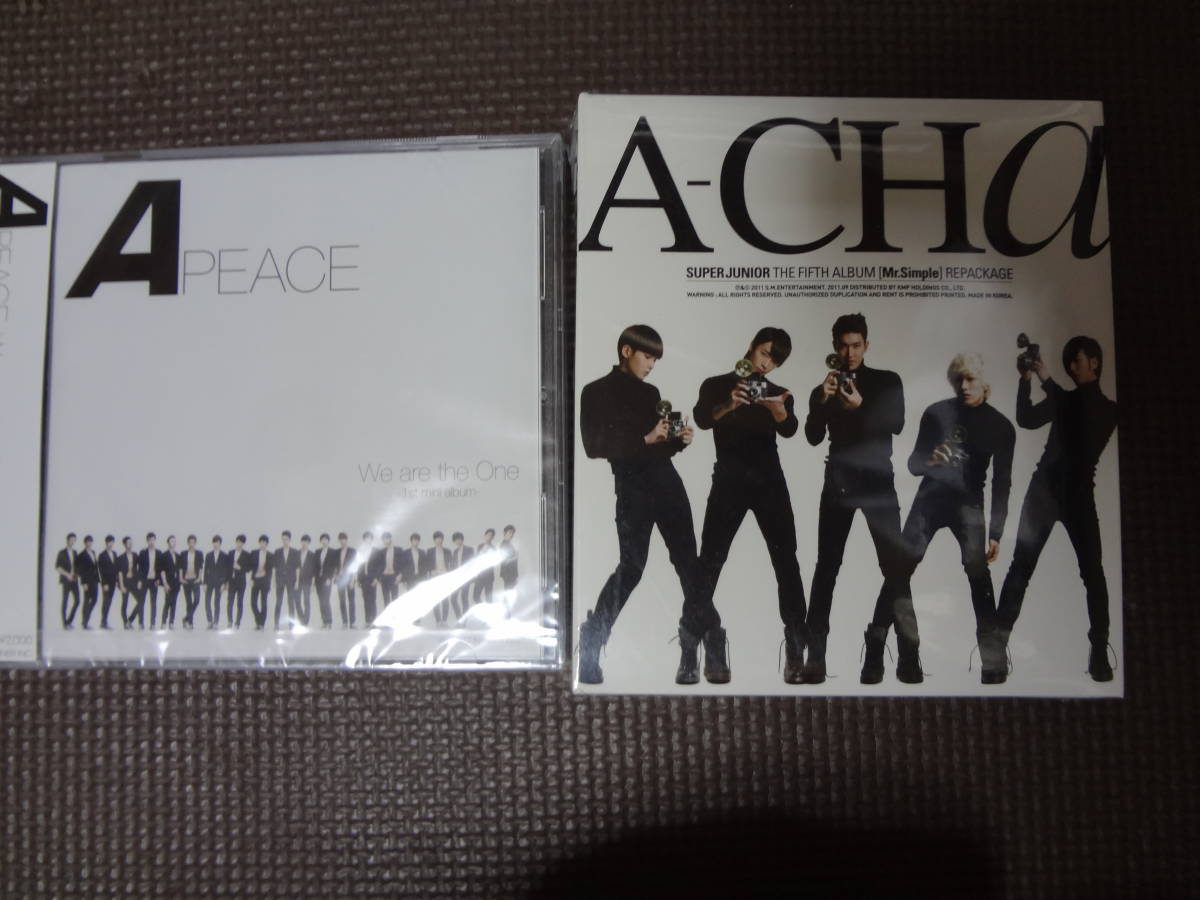 A PEACE
We are the One
-1st mini album-
¥2,000
A-CHa
SUPER JUNIOR THE FIFTH ALBUM [Mr.Simple] REPACKAGE
℗&© 2011 S.M.ENTERTAINMENT. 2011.09 DISTRIBUTED BY KMP HOLDINGS CO., LTD.
WARNING : ALL RIGHTS RESERVED. UNAUTHORIZED DUPLICATION AND RENT IS PROHIBITED PRINTED, MADE IN KOREA.